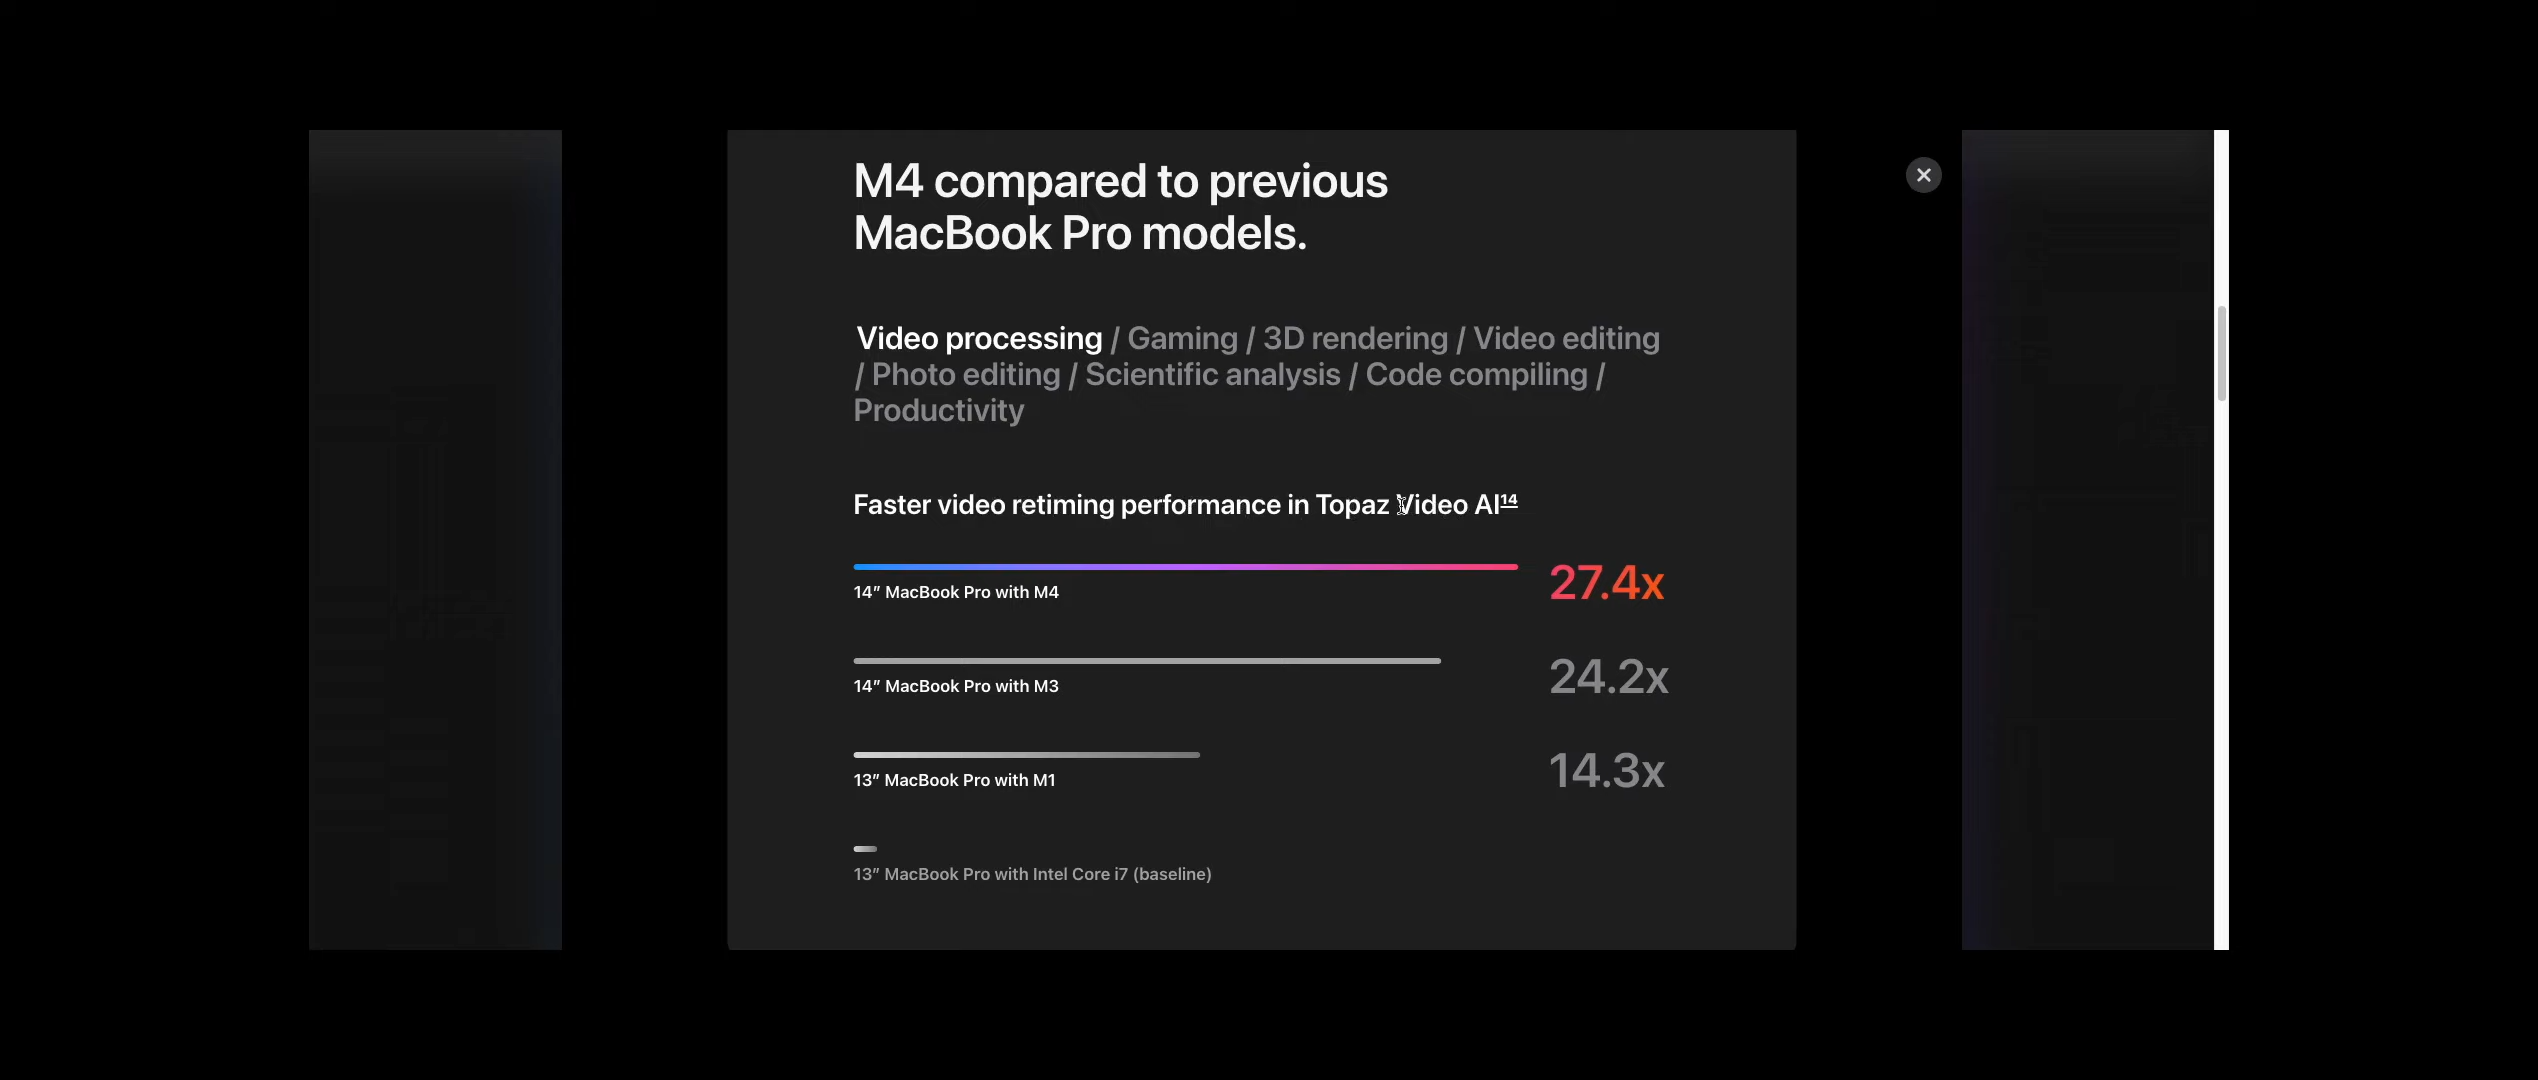 M4 compared to previous
MacBook Pro models.
Video processing / Gaming / 3D rendering / Video editing
/ Photo editing / Scientific analysis / Code compiling /
Productivity
Faster video retiming performance in Topaz Video AI¹⁴
14” MacBook Pro with M4
27.4x
14” MacBook Pro with M3
24.2x
13” MacBook Pro with M1
14.3x
13” MacBook Pro with Intel Core i7 (baseline)